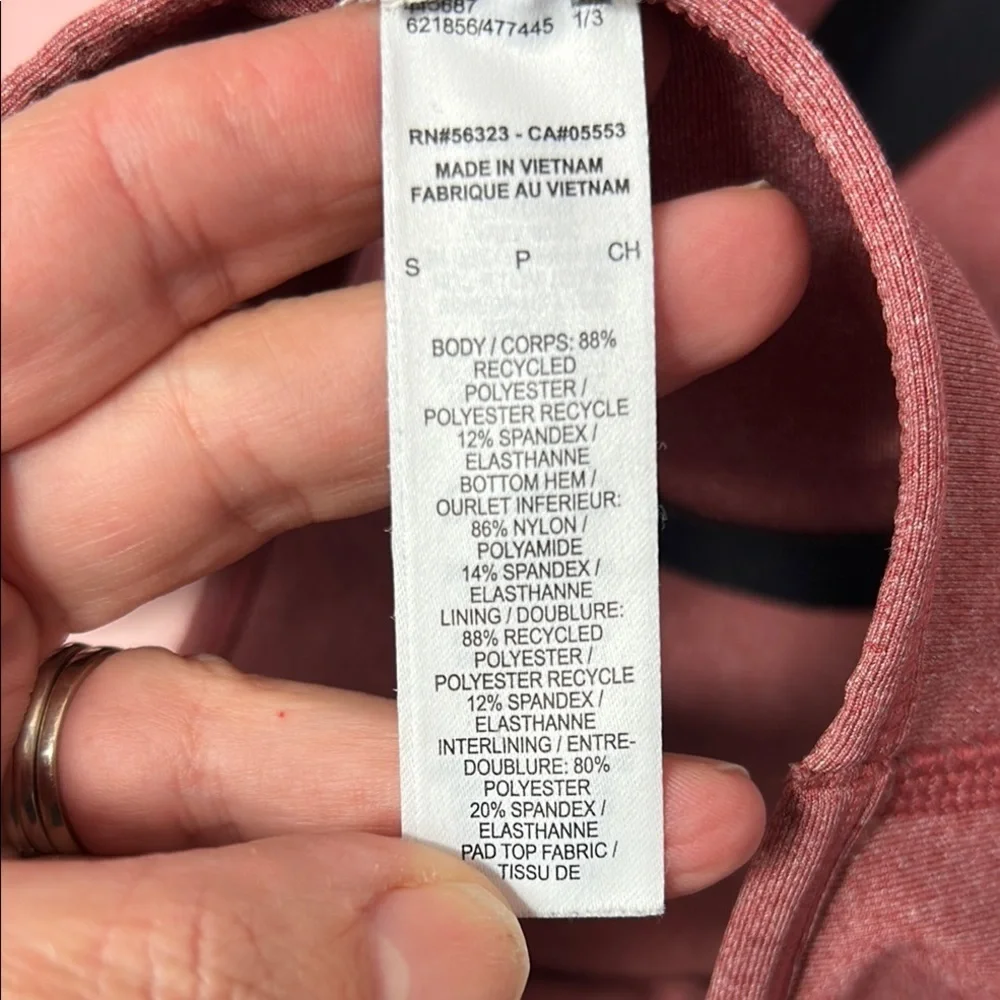 621856/477445 1/3
RN#56323 - CA#05553
MADE IN VIETNAM
FABRIQUE AU VIETNAM
S P CH
BODY / CORPS: 88%
RECYCLED
POLYESTER /
POLYESTER RECYCLE
12% SPANDEX /
ELASTHANNE
BOTTOM HEM /
OURLET INFERIEUR:
86% NYLON /
POLYAMIDE
14% SPANDEX /
ELASTHANNE
LINING / DOUBLURE:
88% RECYCLED
POLYESTER /
POLYESTER RECYCLE
12% SPANDEX /
ELASTHANNE
INTERLINING / ENTRE-
DOUBLURE: 80%
POLYESTER
20% SPANDEX /
ELASTHANNE
PAD TOP FABRIC /
TISSU DE